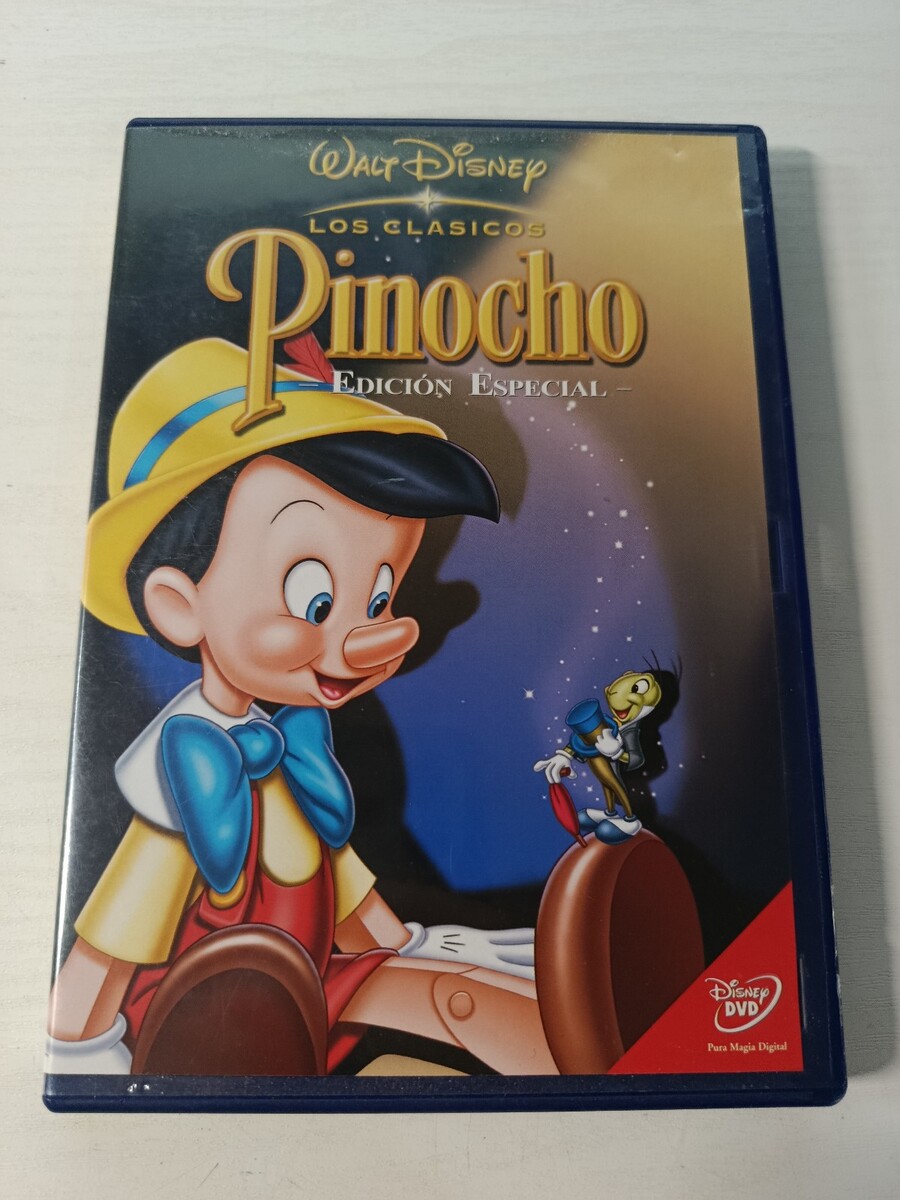 WALT DISNEY
LOS CLASICOS
Pinocho
- EDICIÓN ESPECIAL -
DISNEY
DVD
Pura Magia Digital